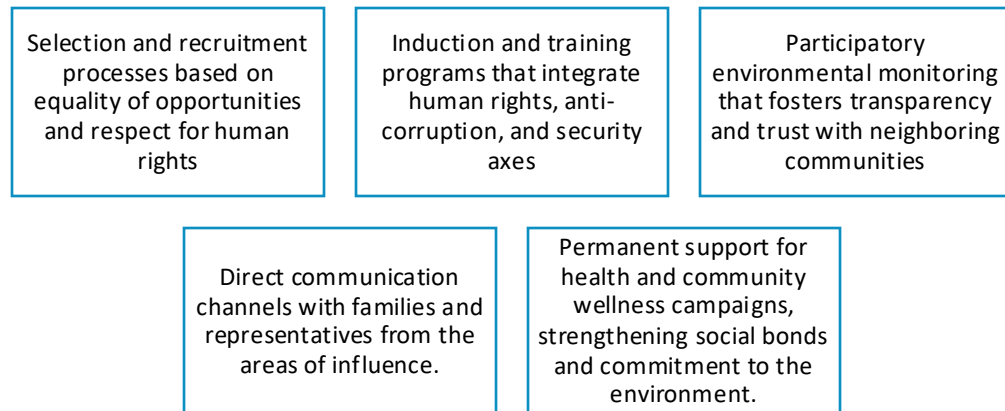 Selection and recruitment
processes based on
equality of opportunities
and respect for human
rights
Induction and training
programs that integrate
human rights, anti-
corruption, and security
axes
Participatory
environmental monitoring
that fosters transparency
and trust with neighboring
communities
Direct communication
channels with families and
representatives from the
areas of influence.
Permanent support for
health and community
wellness campaigns,
strengthening social bonds
and commitment to the
environment.